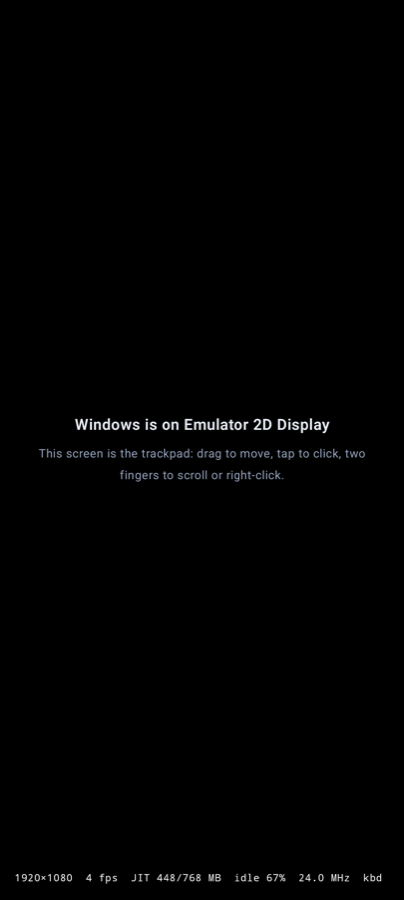 Windows is on Emulator 2D Display
This screen is the trackpad: drag to move, tap to click, two
fingers to scroll or right-click.
1920×1080 4 fps JIT 448/768 MB idle 67% 24.0 MHz kbd